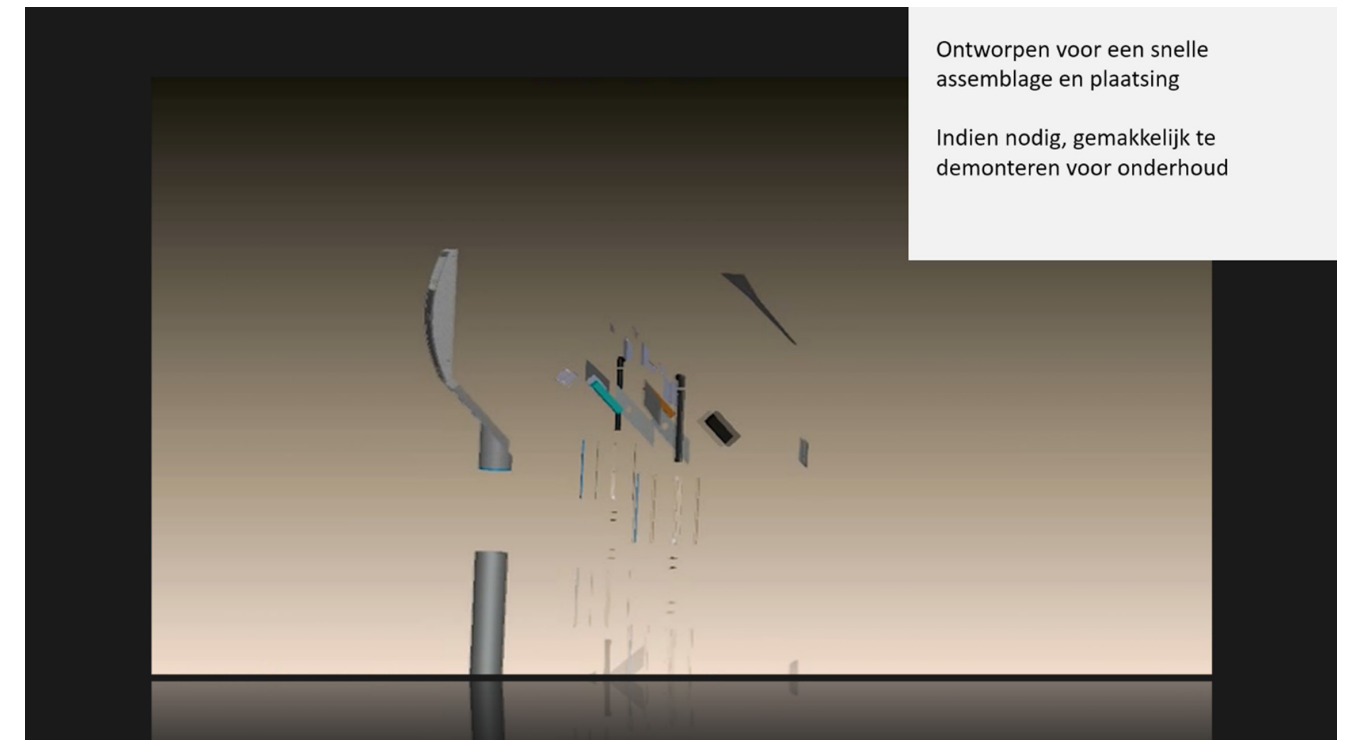 Ontworpen voor een snelle
assemblage en plaatsing
Indien nodig, gemakkelijk te
demonteren voor onderhoud